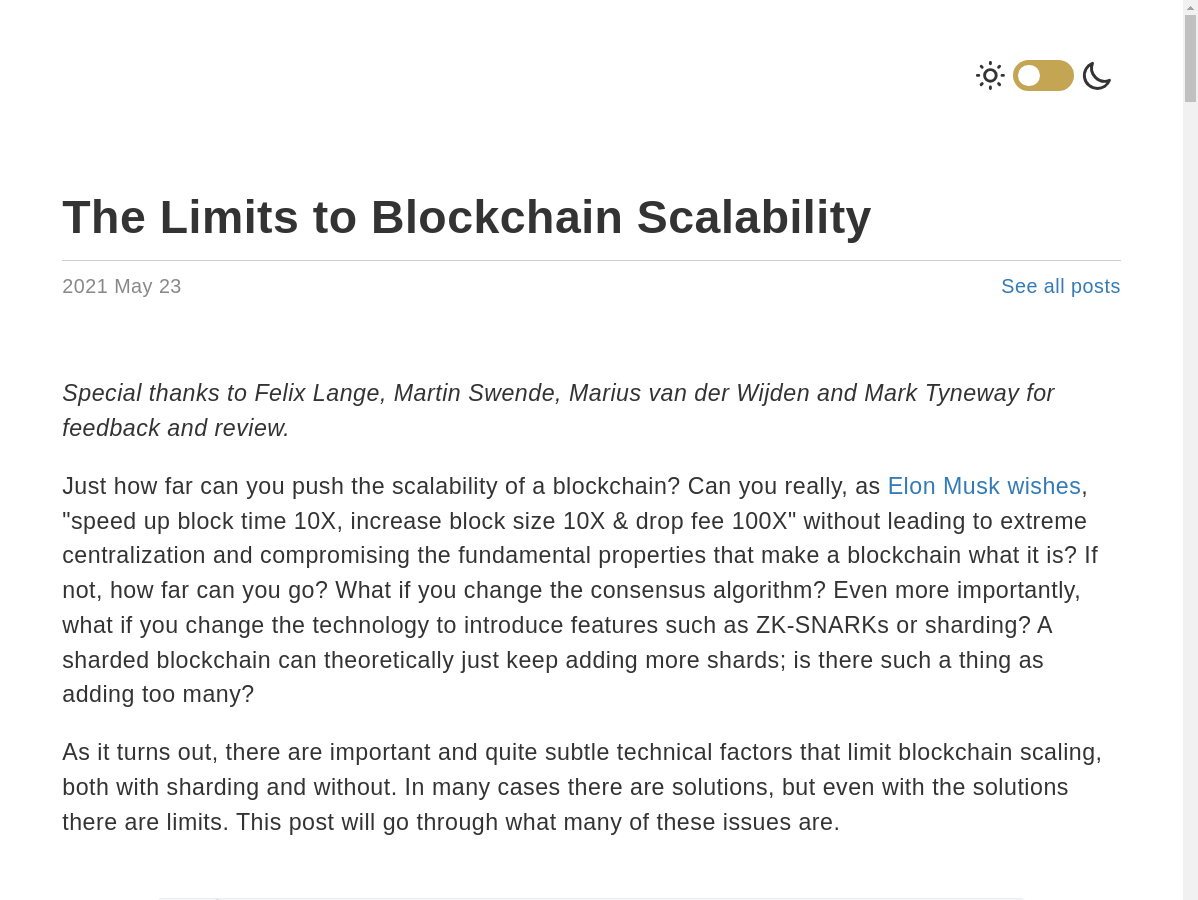 The Limits to Blockchain Scalability
2021 May 23
See all posts
Special thanks to Felix Lange, Martin Swende, Marius van der Wijden and Mark Tyneway for
feedback and review.
Just how far can you push the scalability of a blockchain? Can you really, as Elon Musk wishes,
"speed up block time 10X, increase block size 10X & drop fee 100X" without leading to extreme
centralization and compromising the fundamental properties that make a blockchain what it is? If
not, how far can you go? What if you change the consensus algorithm? Even more importantly,
what if you change the technology to introduce features such as ZK-SNARKs or sharding? A
sharded blockchain can theoretically just keep adding more shards; is there such a thing as
adding too many?
As it turns out, there are important and quite subtle technical factors that limit blockchain scaling,
both with sharding and without. In many cases there are solutions, but even with the solutions
there are limits. This post will go through what many of these issues are.